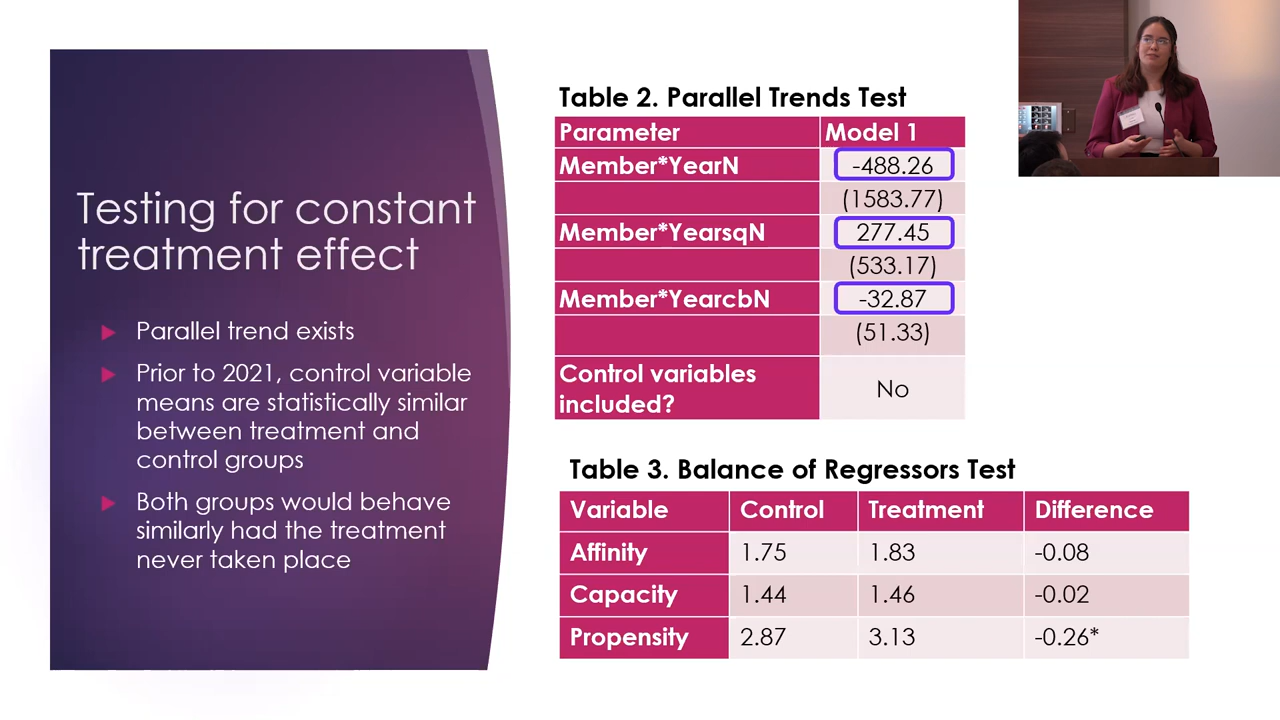 Testing for constant
treatment effect
Parallel trend exists
Prior to 2021, control variable
means are statistically similar
between treatment and
control groups
Both groups would behave
similarly had the treatment
never taken place
Table 2. Parallel Trends Test
Parameter Model 1
Member*YearN -488.26
(1583.77)
Member*YearsqN 277.45
(533.17)
Member*YearcbN -32.87
(51.33)
Control variables
included? No
Table 3. Balance of Regressors Test
Variable Control Treatment Difference
Affinity 1.75 1.83 -0.08
Capacity 1.44 1.46 -0.02
Propensity 2.87 3.13 -0.26*